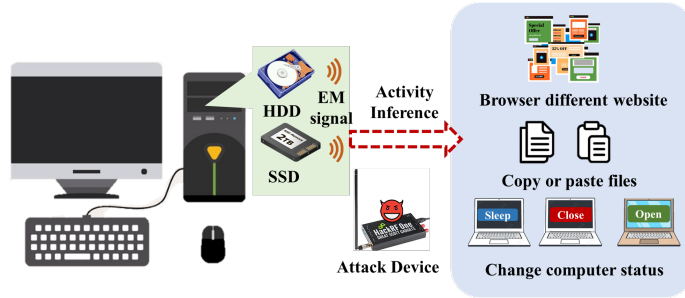 HDD
EM
signal
2TB
SSD
Activity
Inference
HackRF One
Attack Device
Special
Offer
22% OFF
Browser different website
Copy or paste files
Sleep
Close
Open
Change computer status